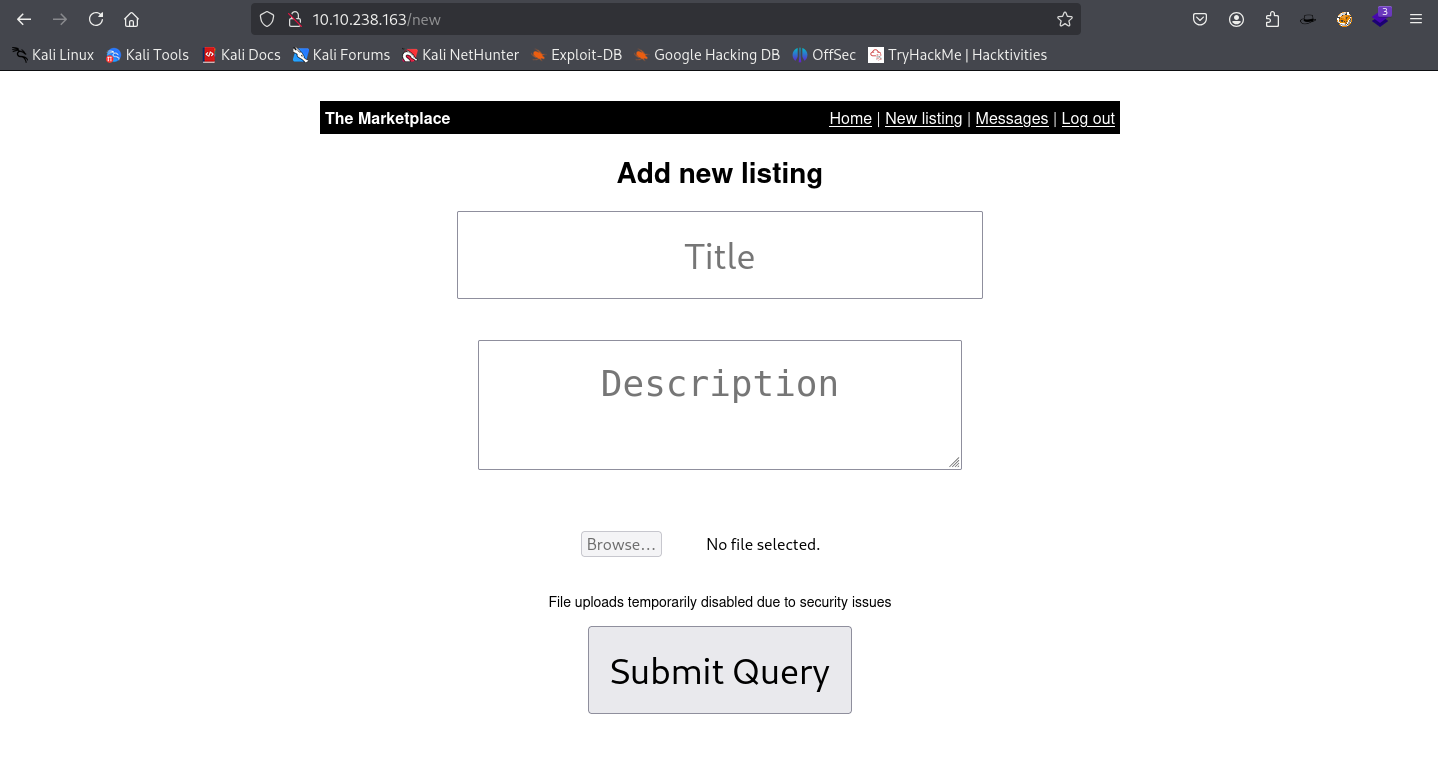 10.10.238.163/new
3
Kali Linux Kali Tools Kali Docs Kali Forums Kali NetHunter Exploit-DB Google Hacking DB OffSec TryHackMe | Hacktivities
The Marketplace Home | New listing | Messages | Log out
Add new listing
Title
Description
Browse... No file selected.
File uploads temporarily disabled due to security issues
Submit Query